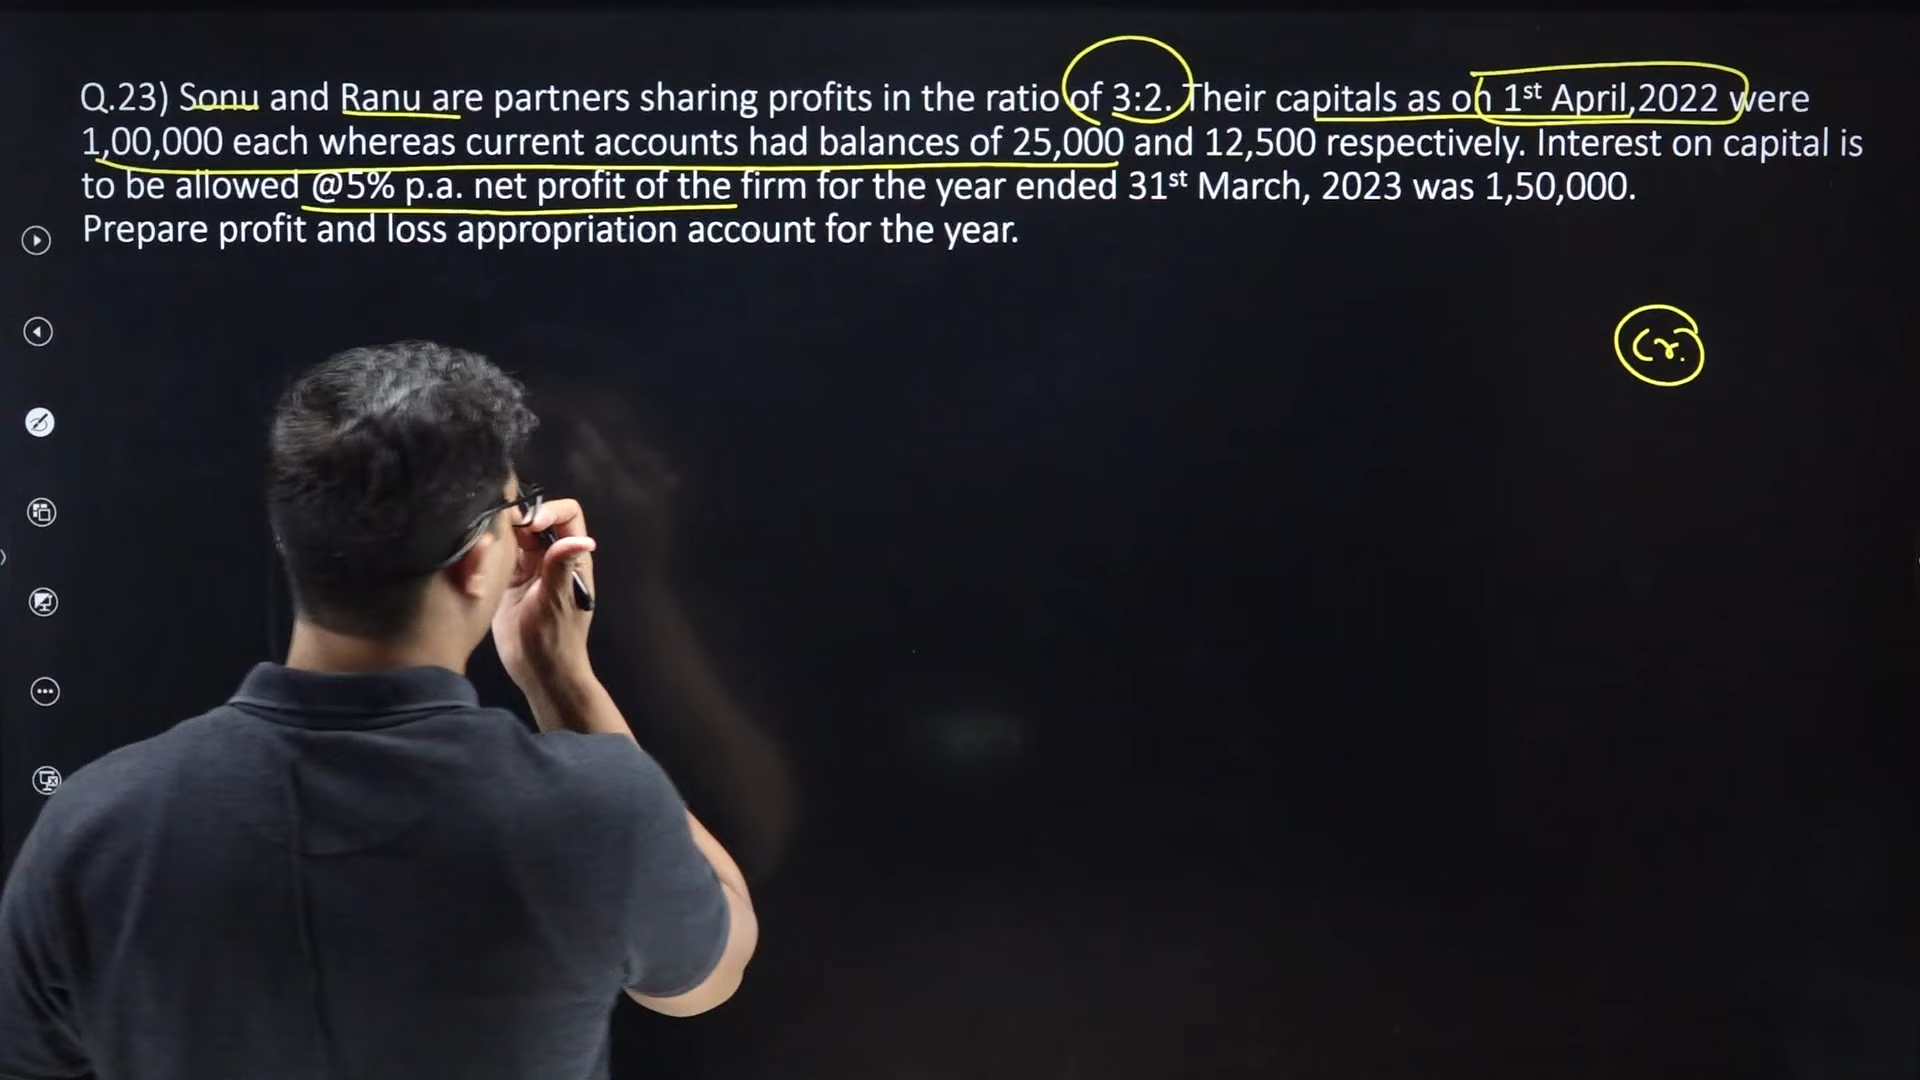 Q.23) Sonu and Ranu are partners sharing profits in the ratio of 3:2. Their capitals as on 1st April,2022 were
1,00,000 each whereas current accounts had balances of 25,000 and 12,500 respectively. Interest on capital is
to be allowed @5% p.a. net profit of the firm for the year ended 31st March, 2023 was 1,50,000.
Prepare profit and loss appropriation account for the year.
Cr.